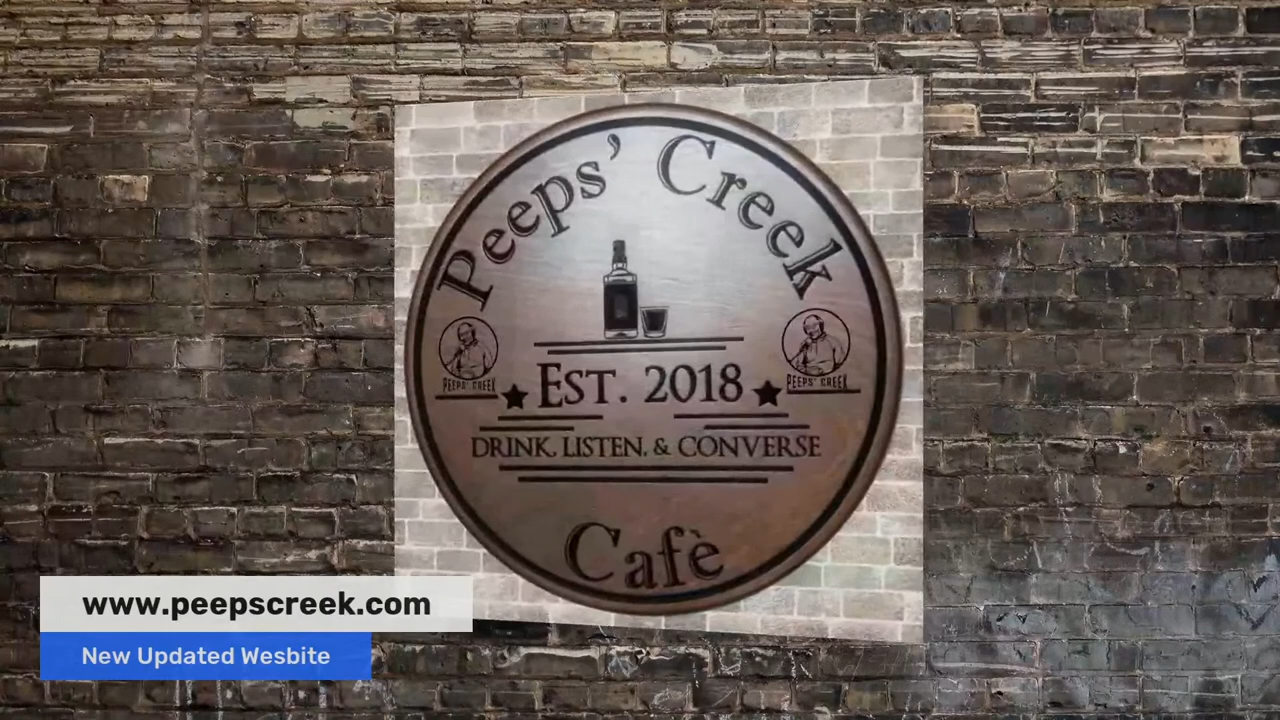 Peeps' Creek
PEEPS' CREEK
PEEPS' CREEK
EST. 2018
DRINK, LISTEN, & CONVERSE
Cafè
www.peepscreek.com
New Updated Wesbite